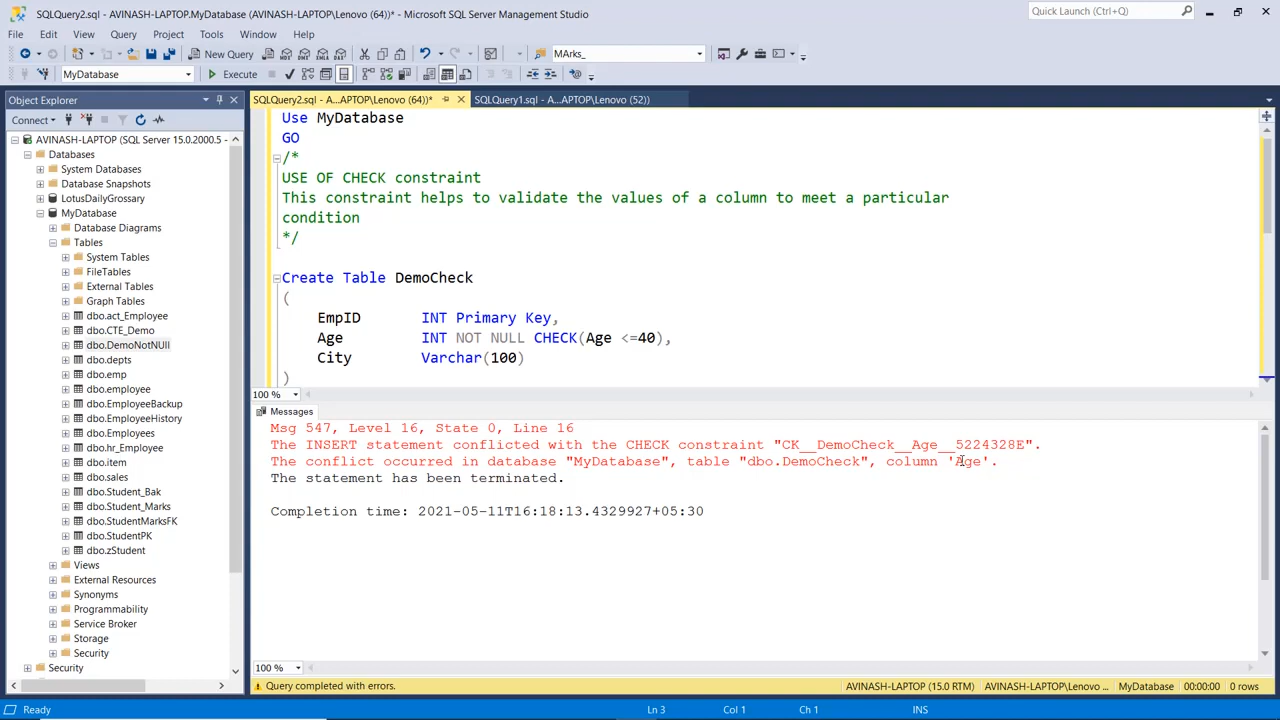 SQLQuery2.sql - AVINASH-LAPTOP.MyDatabase (AVINASH-LAPTOP\Lenovo (64))* - Microsoft SQL Server Management Studio
Quick Launch (Ctrl+Q)
File Edit View Query Project Tools Window Help
New Query MARks_
MyDatabase Execute
Object Explorer
SQLQuery2.sql - A...APTOP\Lenovo (64))* SQLQuery1.sql - A...APTOP\Lenovo (52))
Connect
AVINASH-LAPTOP (SQL Server 15.0.2000.5 -
Databases
System Databases
Database Snapshots
LotusDailyGrossary
MyDatabase
Database Diagrams
Tables
System Tables
FileTables
External Tables
Graph Tables
dbo.act_Employee
dbo.CTE_Demo
dbo.DemoNotNUll
dbo.depts
dbo.emp
dbo.employee
dbo.EmployeeBackup
dbo.EmployeeHistory
dbo.Employees
dbo.hr_Employee
dbo.item
dbo.sales
dbo.Student_Bak
dbo.Student_Marks
dbo.StudentMarksFK
dbo.StudentPK
dbo.zStudent
Views
External Resources
Synonyms
Programmability
Service Broker
Storage
Security
Security
Use MyDatabase
GO
/*
USE OF CHECK constraint
This constraint helps to validate the values of a column to meet a particular
condition
*/
Create Table DemoCheck
(
EmpID INT Primary Key,
Age INT NOT NULL CHECK(Age <=40),
City Varchar(100)
)
100 %
Messages
Msg 547, Level 16, State 0, Line 16
The INSERT statement conflicted with the CHECK constraint "CK__DemoCheck__Age__5224328E".
The conflict occurred in database "MyDatabase", table "dbo.DemoCheck", column 'Age'.
The statement has been terminated.
Completion time: 2021-05-11T16:18:13.4329927+05:30
100 %
Query completed with errors. AVINASH-LAPTOP (15.0 RTM) AVINASH-LAPTOP\Lenovo ... MyDatabase 00:00:00 0 rows
Ready Ln 3 Col 1 Ch 1 INS